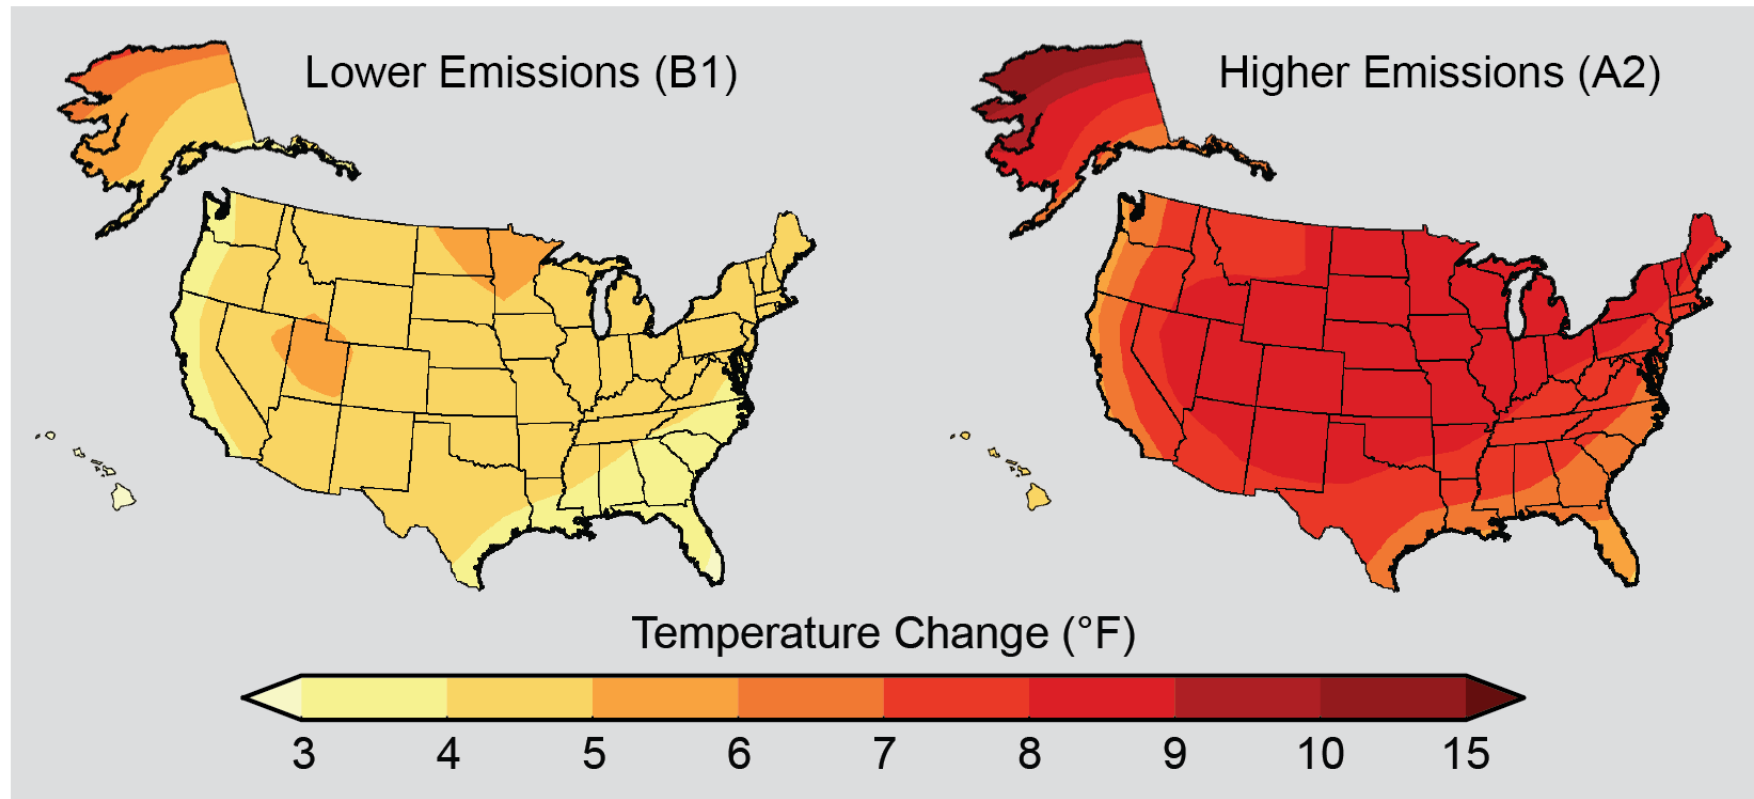 Lower Emissions (B1)
Higher Emissions (A2)
Temperature Change (°F)
3 4 5 6 7 8 9 10 15